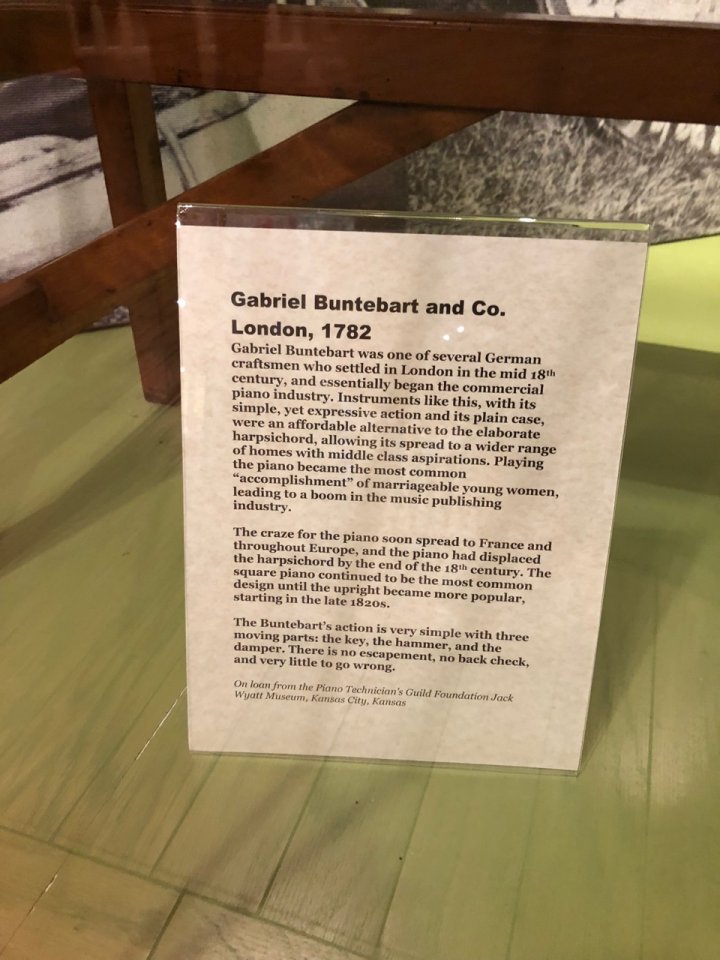 Gabriel Buntebart and Co.
London, 1782
Gabriel Buntebart was one of several German
craftsmen who settled in London in the mid 18th
century, and essentially began the commercial
piano industry. Instruments like this, with its
simple, yet expressive action and its plain case,
were an affordable alternative to the elaborate
harpsichord, allowing its spread to a wider range
of homes with middle class aspirations. Playing
the piano became the most common
“accomplishment” of marriageable young women,
leading to a boom in the music publishing
industry.
The craze for the piano soon spread to France and
throughout Europe, and the piano had displaced
the harpsichord by the end of the 18th century. The
square piano continued to be the most common
design until the upright became more popular,
starting in the late 1820s.
The Buntebart's action is very simple with three
moving parts: the key, the hammer, and the
damper. There is no escapement, no back check,
and very little to go wrong.
On loan from the Piano Technician's Guild Foundation Jack
Wyatt Museum, Kansas City, Kansas